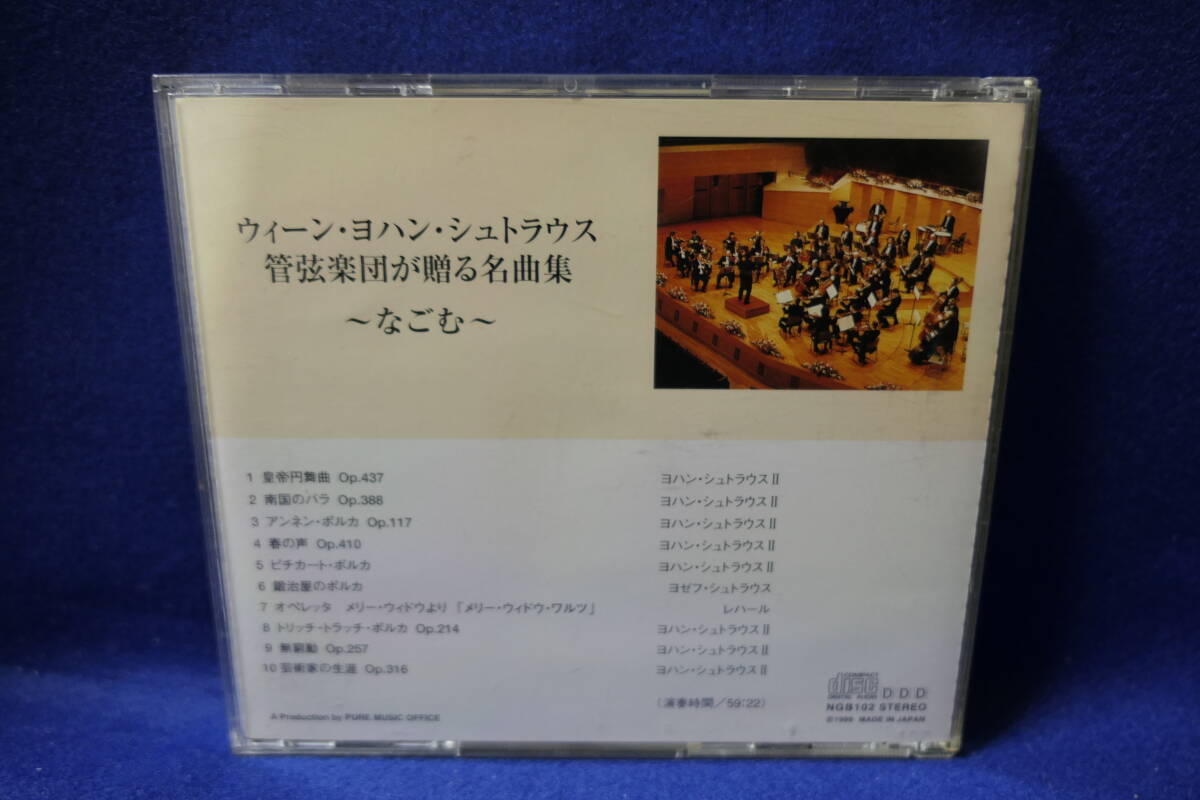 ウィーン・ヨハン・シュトラウス
管弦楽団が贈る名曲集
～なごむ～
1 皇帝円舞曲 Op.437 ヨハン・シュトラウスⅡ
2 南国のバラ Op.388 ヨハン・シュトラウスⅡ
3 アンネン・ポルカ Op.117 ヨハン・シュトラウスⅡ
4 春の声 Op.410 ヨハン・シュトラウスⅡ
5 ピチカート・ポルカ ヨハン・シュトラウスⅡ
6 鍛冶屋のポルカ ヨゼフ・シュトラウス
7 オペレッタ メリー・ウィドウより「メリー・ウィドウ・ワルツ」 レハール
8 トリッチ-トラッチ・ポルカ Op.214 ヨハン・シュトラウスⅡ
9 無窮動 Op.257 ヨハン・シュトラウスⅡ
10 芸術家の生涯 Op.316 ヨハン・シュトラウスⅡ
(演奏時間／59:22)
COMPACT
disc
DIGITAL AUDIO
DDD
NGB102 STEREO
A Production by PURE MUSIC OFFICE
©1999 MADE IN JAPAN